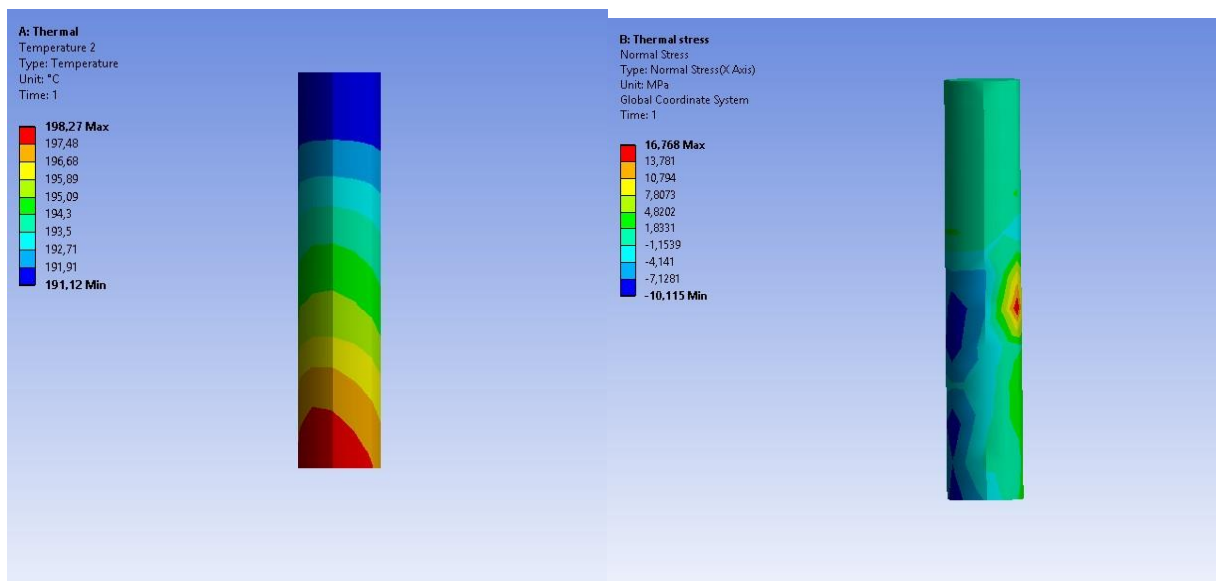 A: Thermal
Temperature 2
Type: Temperature
Unit: °C
Time: 1
198,27 Max
197,48
196,68
195,89
195,09
194,3
193,5
192,71
191,91
191,12 Min
B: Thermal stress
Normal Stress
Type: Normal Stress(X Axis)
Unit: MPa
Global Coordinate System
Time: 1
16,768 Max
13,781
10,794
7,8073
4,8202
1,8331
-1,1539
-4,141
-7,1281
-10,115 Min